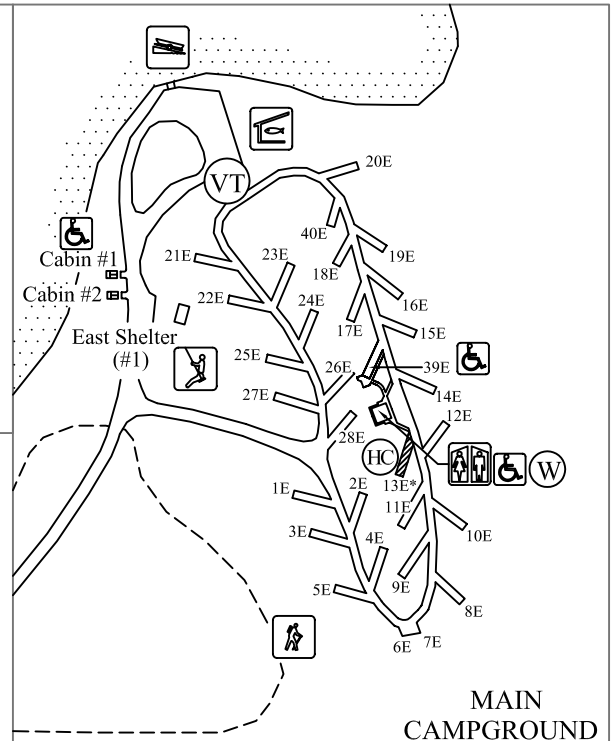 20E
VT
40E
19E
21E
23E
18E
Cabin #1
16E
Cabin #2
22E
24E
17E
15E
East Shelter
(#1)
25E
26E
39E
14E
27E
12E
28E
HC
W
13E*
1E
2E
11E
3E
4E
10E
9E
5E
8E
6E
7E
MAIN
CAMPGROUND